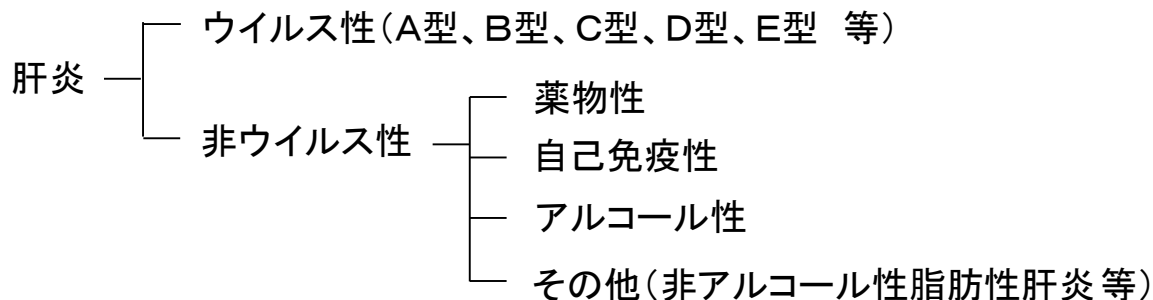 ウイルス性(A型、B型、C型、D型、E型　等)
肝炎
薬物性
非ウイルス性
自己免疫性
アルコール性
その他(非アルコール性脂肪性肝炎 等)